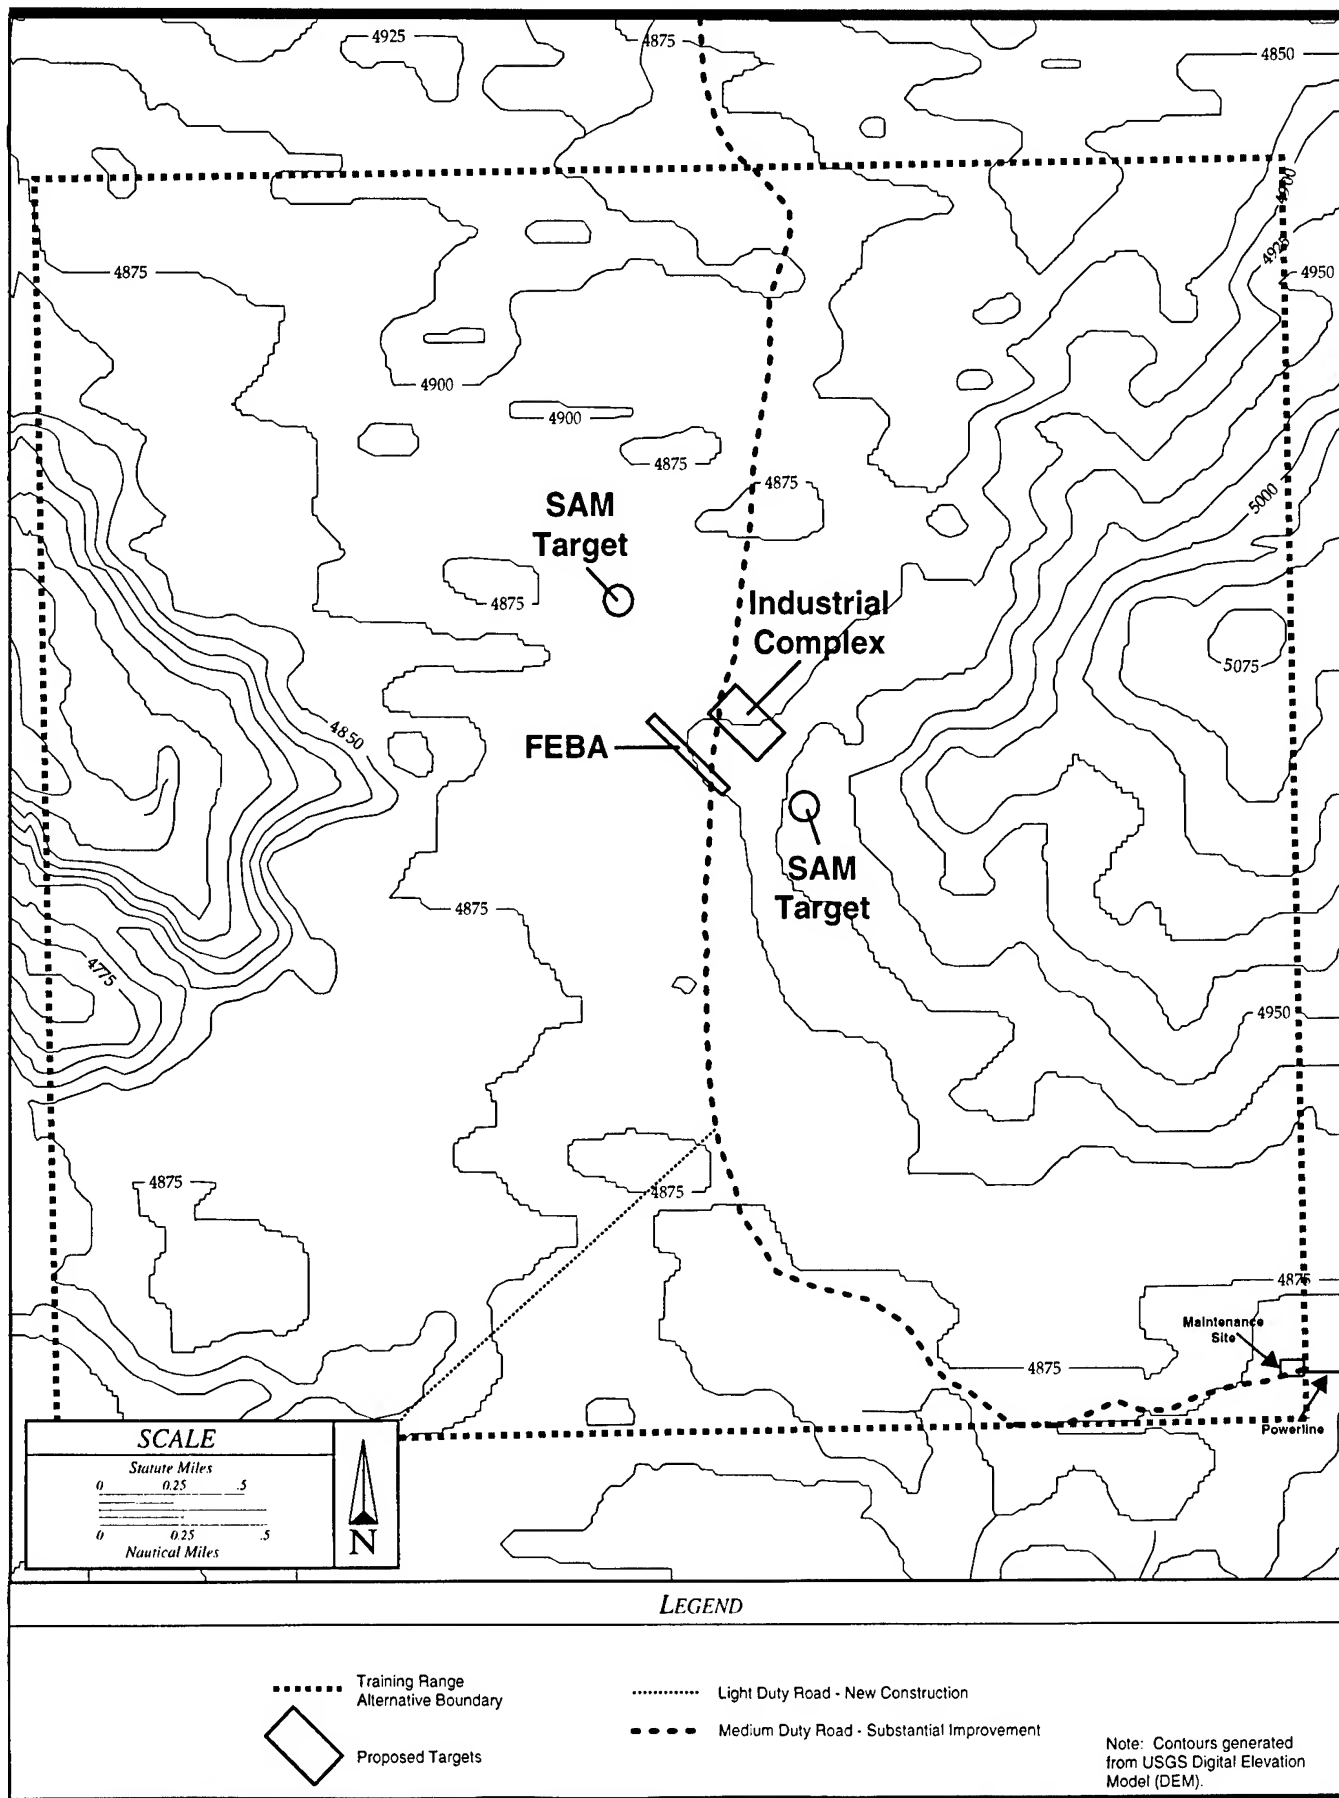 4925
4875
4850
4900
4925
4950
4875
4900
4900
4875
4875
5000
SAM
Target
4875
Industrial
Complex
5075
4850
FEBA
SAM
Target
4875
4775
4950
4875
4875
4875
Maintenance
Site
4875
Powerline
SCALE
Statute Miles
0 0.25 .5
0 0.25 .5
Nautical Miles
N
LEGEND
Training Range
Alternative Boundary
Proposed Targets
Light Duty Road - New Construction
Medium Duty Road - Substantial Improvement
Note: Contours generated
from USGS Digital Elevation
Model (DEM).